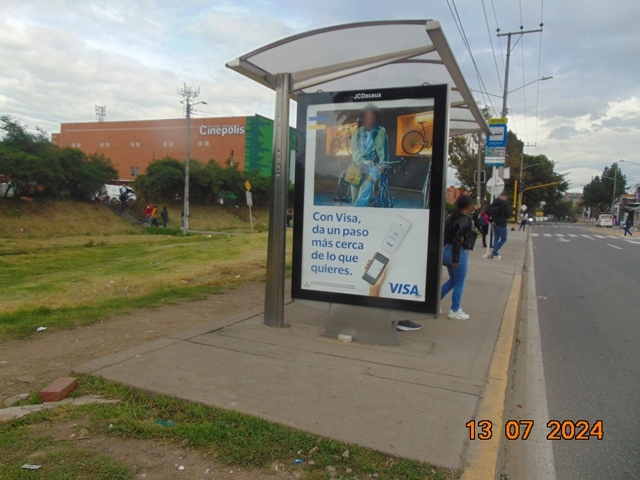 Cinépolis
JCDecaux
Con Visa,
da un paso
más cerca
de lo que
quieres.
VISA
13 07 2024